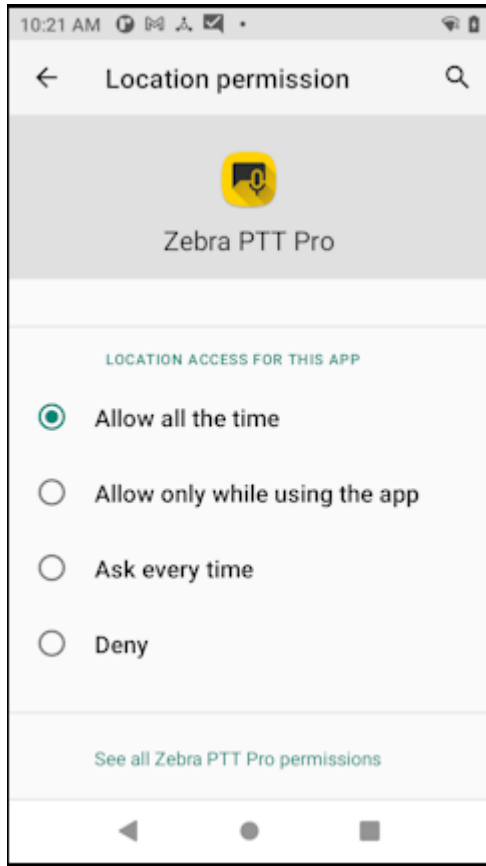 10:21 AM
Location permission
Zebra PTT Pro
LOCATION ACCESS FOR THIS APP
Allow all the time
Allow only while using the app
Ask every time
Deny
See all Zebra PTT Pro permissions